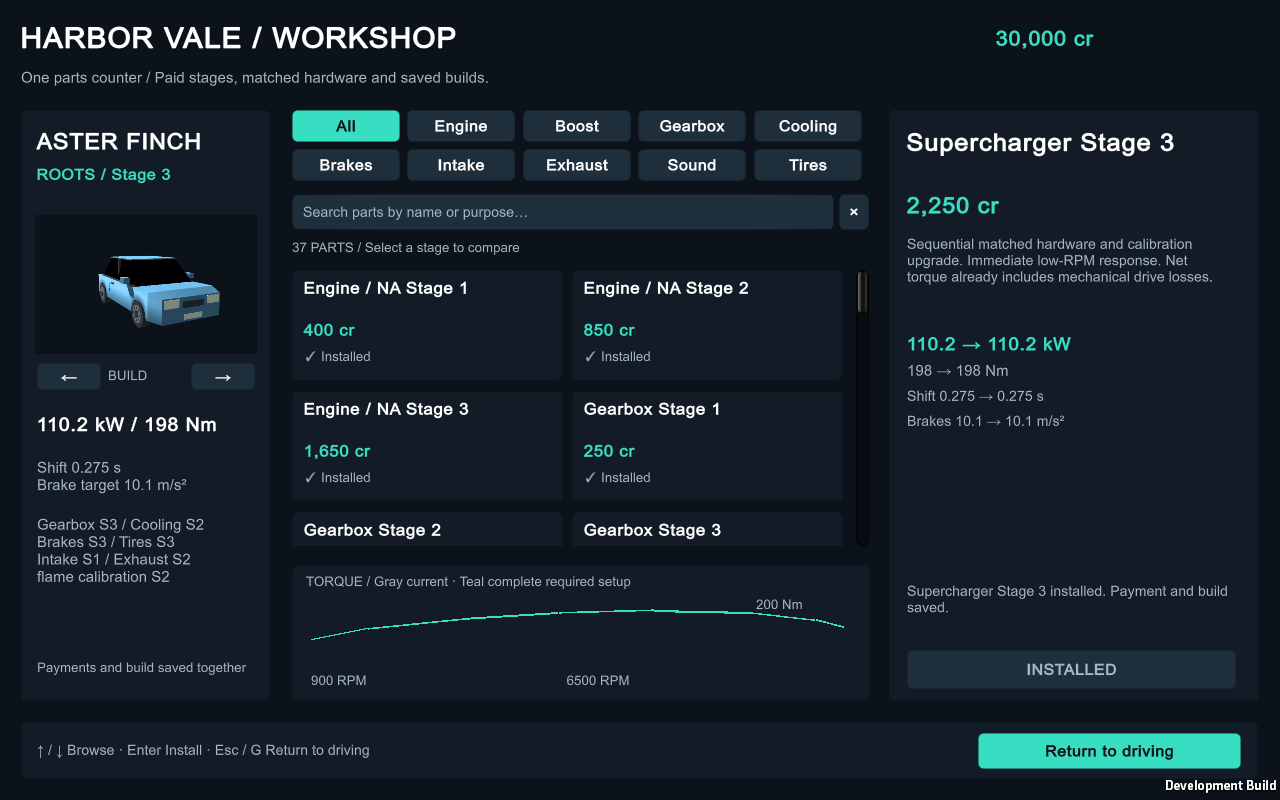 HARBOR VALE / WORKSHOP
30,000 cr
One parts counter / Paid stages, matched hardware and saved builds.
ASTER FINCH
ROOTS / Stage 3
← BUILD →
110.2 kW / 198 Nm
Shift 0.275 s
Brake target 10.1 m/s²
Gearbox S3 / Cooling S2
Brakes S3 / Tires S3
Intake S1 / Exhaust S2
flame calibration S2
Payments and build saved together
All Engine Boost Gearbox Cooling
Brakes Intake Exhaust Sound Tires
Search parts by name or purpose... ×
37 PARTS / Select a stage to compare
Engine / NA Stage 1
400 cr
✓ Installed
Engine / NA Stage 2
850 cr
✓ Installed
Engine / NA Stage 3
1,650 cr
✓ Installed
Gearbox Stage 1
250 cr
✓ Installed
Gearbox Stage 2
Gearbox Stage 3
TORQUE / Gray current · Teal complete required setup
200 Nm
900 RPM 6500 RPM
Supercharger Stage 3
2,250 cr
Sequential matched hardware and calibration
upgrade. Immediate low-RPM response. Net
torque already includes mechanical drive losses.
110.2 → 110.2 kW
198 → 198 Nm
Shift 0.275 → 0.275 s
Brakes 10.1 → 10.1 m/s²
Supercharger Stage 3 installed. Payment and build
saved.
INSTALLED
↑ / ↓ Browse · Enter Install · Esc / G Return to driving
Return to driving
Development Build